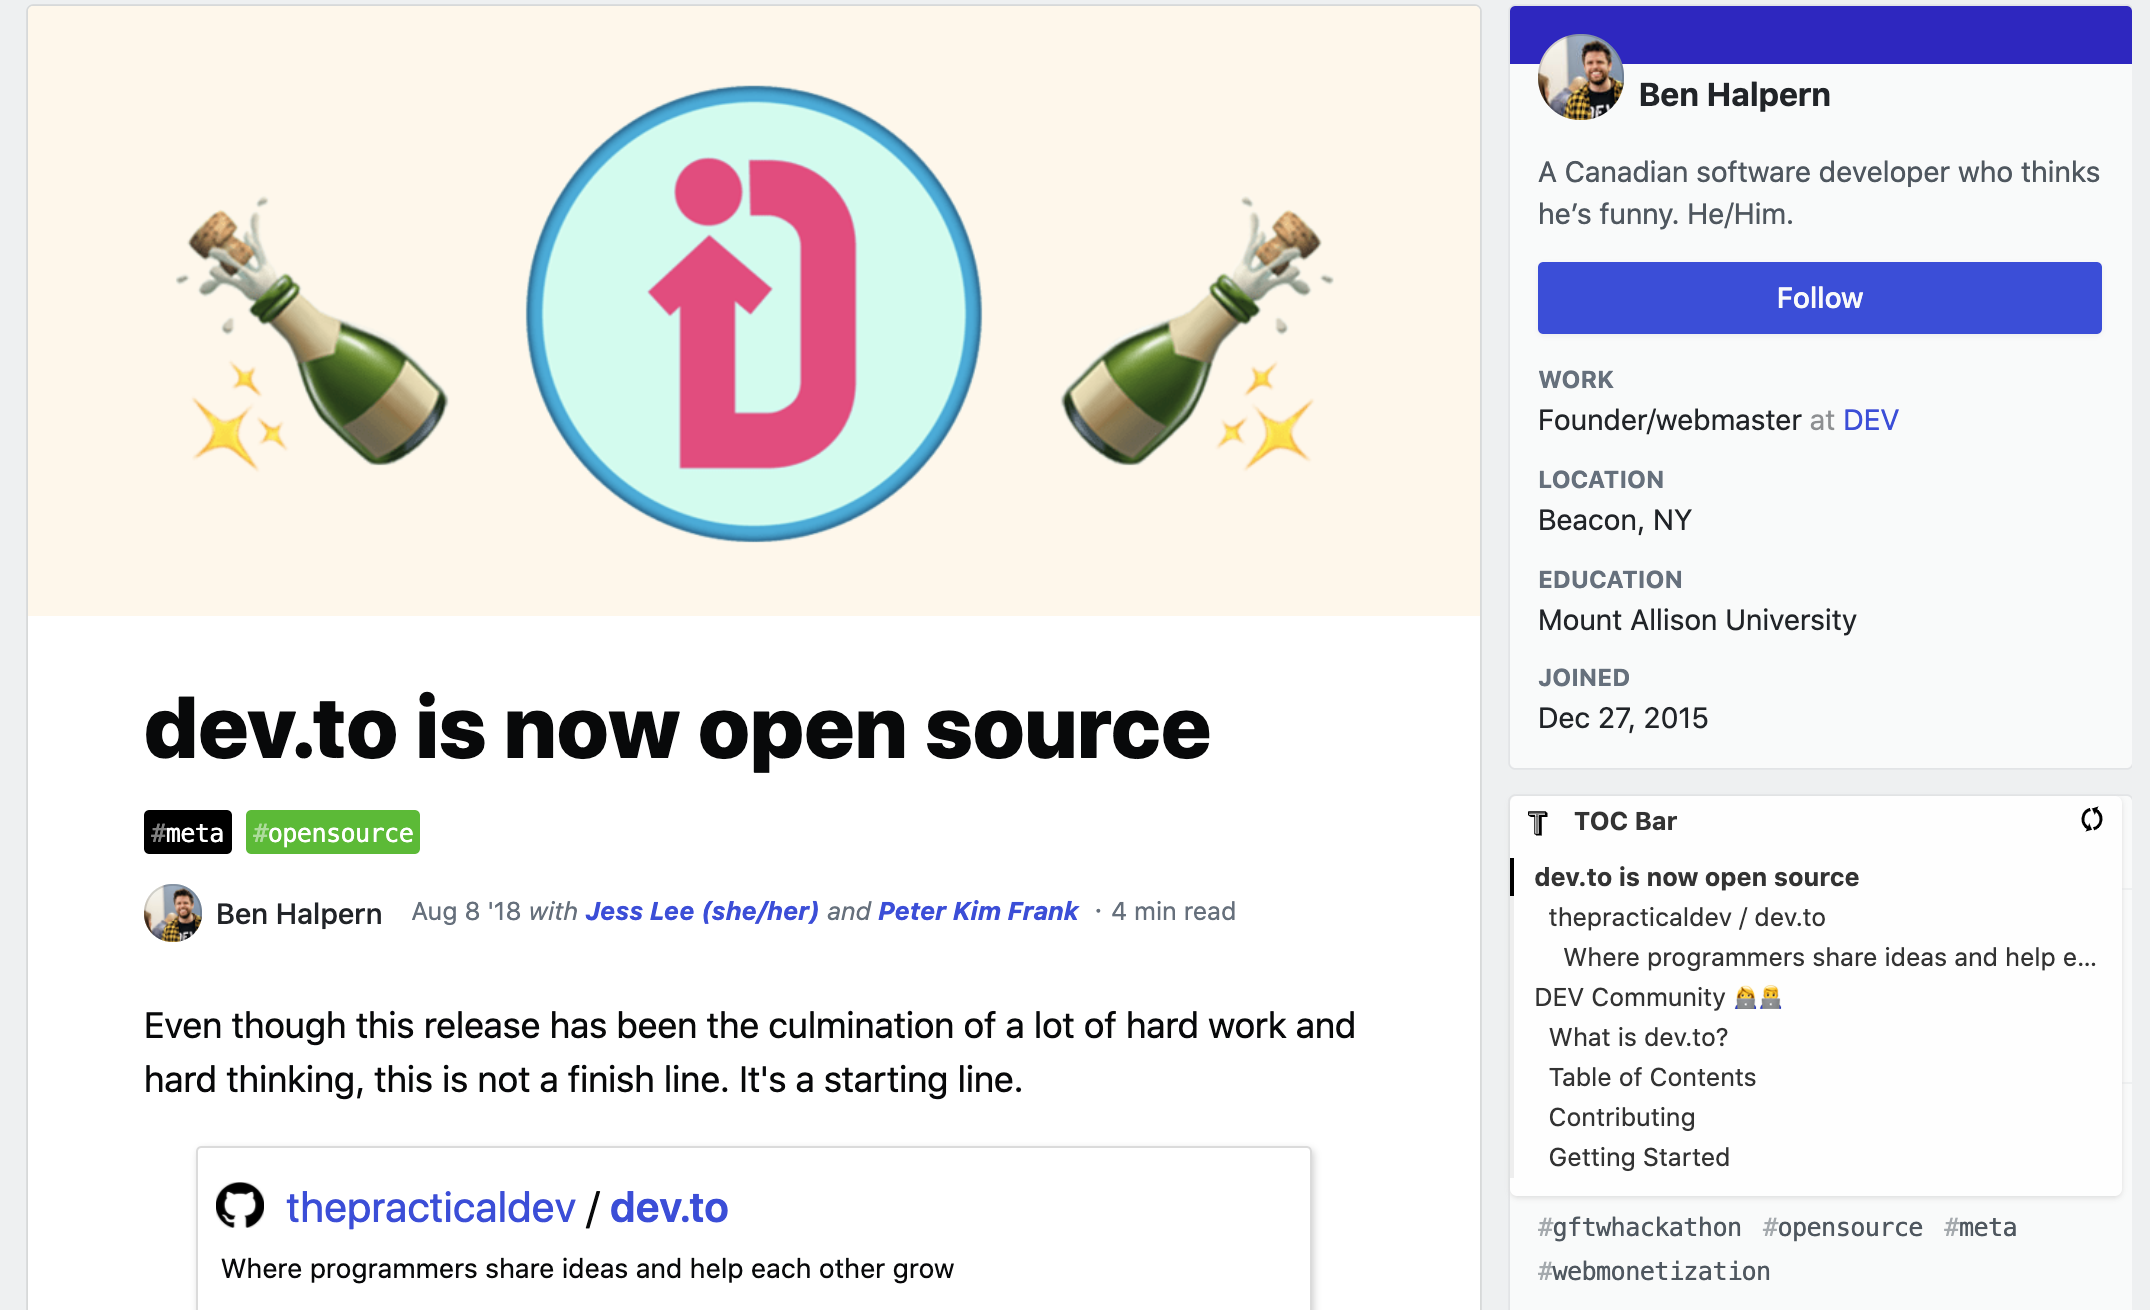 dev.to is now open source
#meta #opensource
Ben Halpern Aug 8 '18 with Jess Lee (she/her) and Peter Kim Frank · 4 min read
Even though this release has been the culmination of a lot of hard work and
hard thinking, this is not a finish line. It's a starting line.
thepracticaldev / dev.to
Where programmers share ideas and help each other grow
Ben Halpern
A Canadian software developer who thinks
he’s funny. He/Him.
Follow
WORK
Founder/webmaster at DEV
LOCATION
Beacon, NY
EDUCATION
Mount Allison University
JOINED
Dec 27, 2015
TOC Bar
dev.to is now open source
thepracticaldev / dev.to
Where programmers share ideas and help e...
DEV Community 👩‍💻👨‍💻
What is dev.to?
Table of Contents
Contributing
Getting Started
#gftwhackathon #opensource #meta
#webmonetization